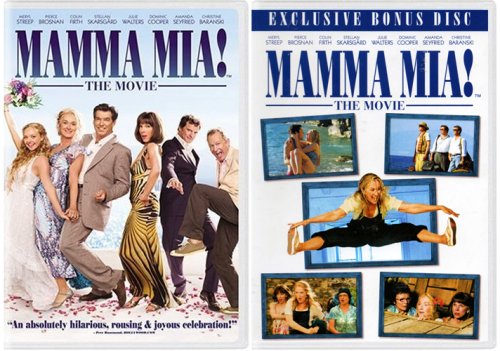 MERYL STREEP PIERCE BROSNAN COLIN FIRTH STELLAN SKARSGÅRD JULIE WALTERS DOMINIC COOPER AMANDA SEYFRIED CHRISTINE BARANSKI
MAMMA MIA!
THE MOVIE
"An absolutely hilarious, rousing & joyous celebration!"
EXCLUSIVE BONUS DISC
MERYL STREEP PIERCE BROSNAN COLIN FIRTH STELLAN SKARSGÅRD JULIE WALTERS DOMINIC COOPER AMANDA SEYFRIED CHRISTINE BARANSKI
MAMMA MIA!
THE MOVIE